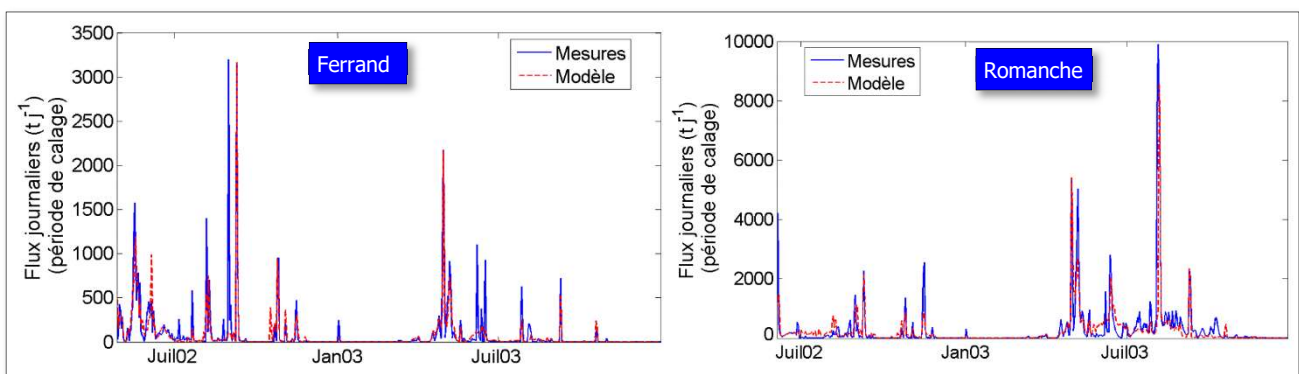 Flux journaliers (t j⁻¹)
(période de calage)
3500
3000
2500
2000
1500
1000
500
0
Ferrand
Mesures
Modèle
Juil02
Jan03
Juil03
Flux journaliers (t j⁻¹)
(période de calage)
10000
8000
6000
4000
2000
0
Mesures
Modèle
Romanche
Juil02
Jan03
Juil03